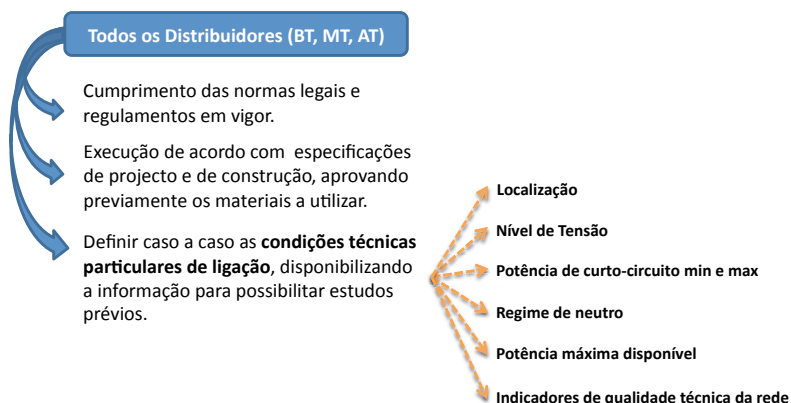 Todos os Distribuidores (BT, MT, AT)
Cumprimento das normas legais e
regulamentos em vigor.
Execução de acordo com especificações
de projecto e de construção, aprovando
previamente os materiais a utilizar.
Definir caso a caso as condições técnicas
particulares de ligação, disponibilizando
a informação para possibilitar estudos
prévios.
Localização
Nível de Tensão
Potência de curto-circuito min e max
Regime de neutro
Potência máxima disponível
Indicadores de qualidade técnica da rede